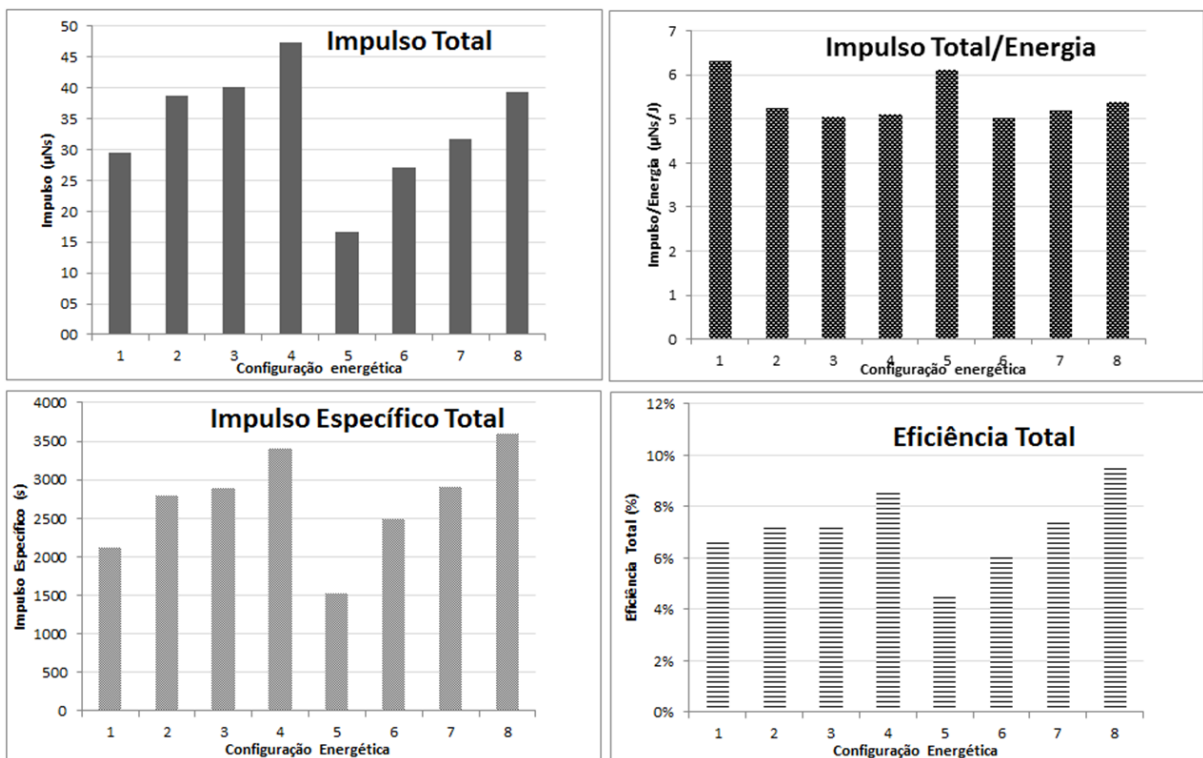 Impulso Total
Impulso (µNs)
50
45
40
35
30
25
20
15
10
05
00
1 2 3 4 5 6 7 8
Configuração energética
Impulso Total/Energia
Impulso/Energia (µNs/J)
7
6
5
4
3
2
1
0
1 2 3 4 5 6 7 8
Configuração energética
Impulso Específico Total
Impulso Específico (s)
4000
3500
3000
2500
2000
1500
1000
500
0
1 2 3 4 5 6 7 8
Configuração Energética
Eficiência Total
Eficiência Total (%)
12%
10%
8%
6%
4%
2%
0%
1 2 3 4 5 6 7 8
Configuração Energética